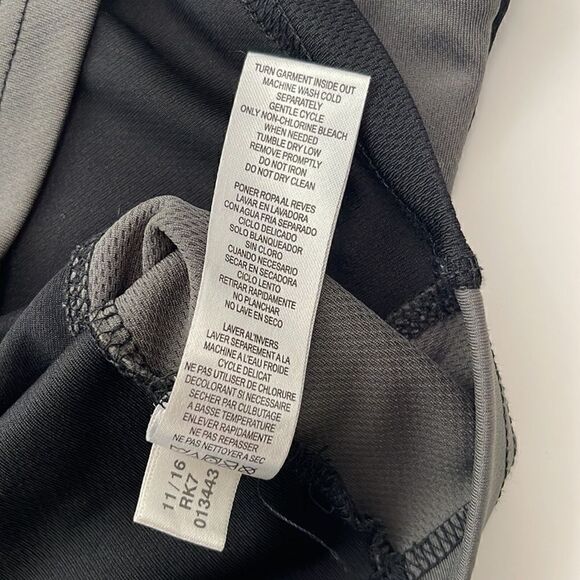 TURN GARMENT INSIDE OUT
MACHINE WASH COLD
SEPARATELY
GENTLE CYCLE
ONLY NON-CHLORINE BLEACH
WHEN NEEDED
TUMBLE DRY LOW
REMOVE PROMPTLY
DO NOT IRON
DO NOT DRY CLEAN
PONER ROPA AL REVES
LAVAR EN LAVADORA
CON AGUA FRIA SEPARADO
CICLO DELICADO
SOLO BLANQUEADOR
SIN CLORO
CUANDO NECESARIO
SECAR EN SECADORA
CICLO LENTO
RETIRAR RAPIDAMENTE
NO PLANCHAR
NO LAVE EN SECO
LAVER AL'INVERS
LAVER SEPAREMENT A LA
MACHINE A L'EAU FROIDE
CYCLE DELICAT
NE PAS UTILISER DE CHLORURE
DECOLORANT SI NECESSAIRE
SECHER PAR CULBUTAGE
A BASSE TEMPERATURE
ENLEVER RAPIDEMENT
NE PAS REPASSER
NE PAS NETTOYER A SEC
11/16
RK7
013443